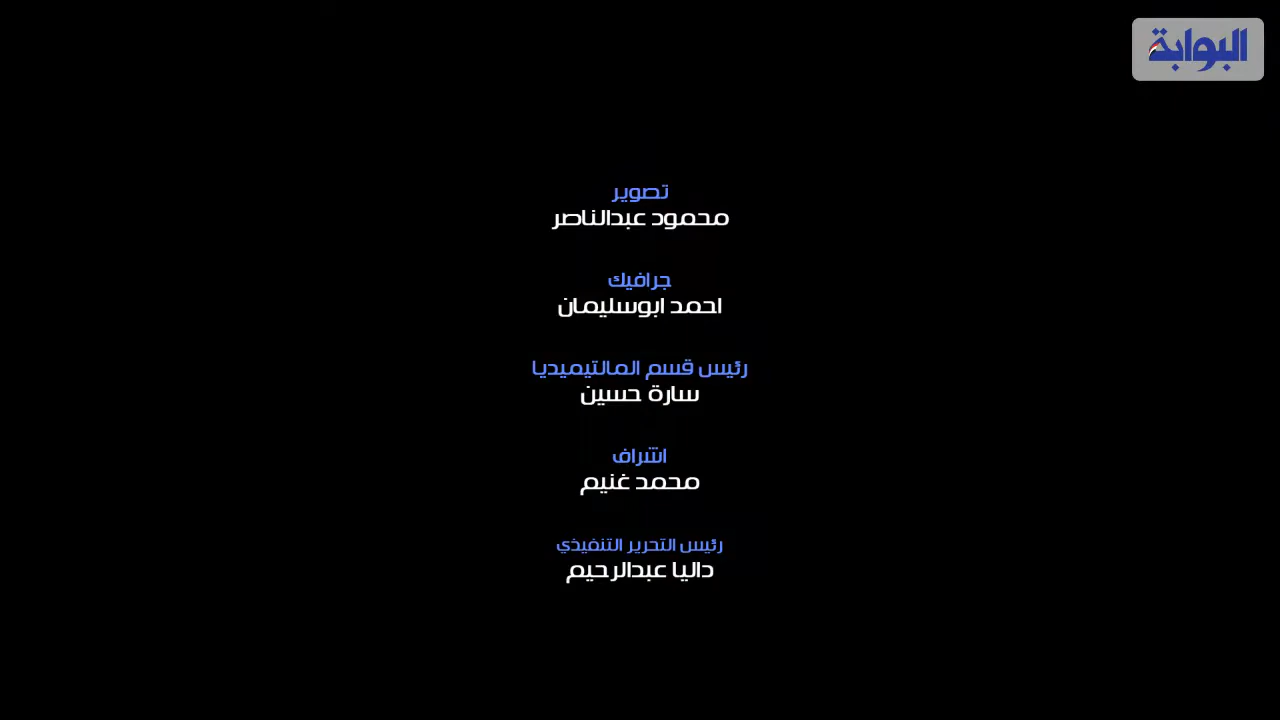 البوابة
تصوير
محمود عبدالناصر
جرافيك
احمد ابوسليمان
رئيس قسم المالتيميديا
سارة حسين
اشراف
محمد غنيم
رئيس التحرير التنفيذي
داليا عبدالرحيم